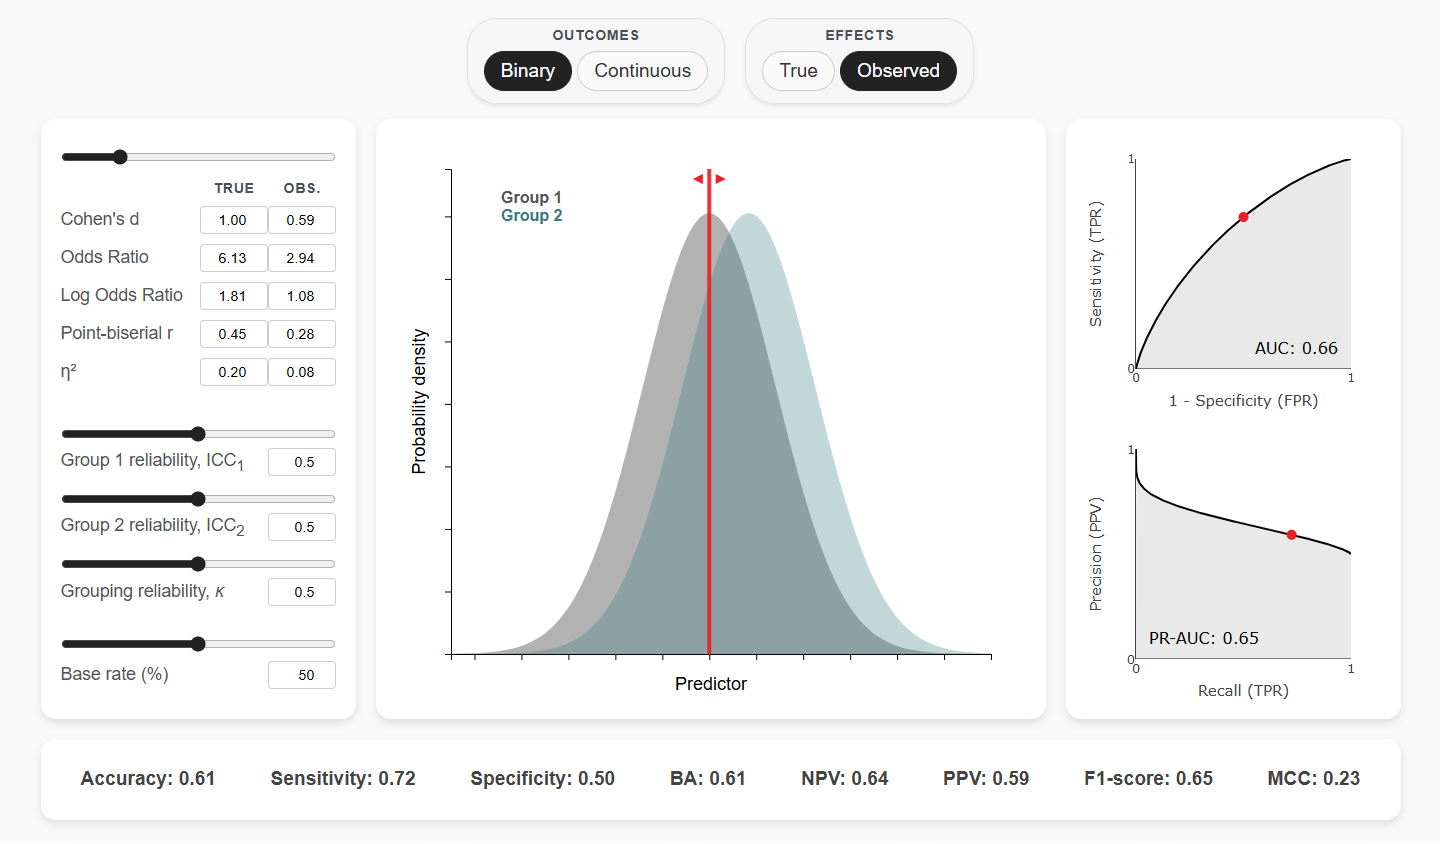 OUTCOMES
Binary Continuous
EFFECTS
True Observed
TRUE OBS.
Cohen's d 1.00 0.59
Odds Ratio 6.13 2.94
Log Odds Ratio 1.81 1.08
Point-biserial r 0.45 0.28
η² 0.20 0.08
Group 1 reliability, ICC1 0.5
Group 2 reliability, ICC2 0.5
Grouping reliability, κ 0.5
Base rate (%) 50
Group 1
Group 2
Probability density
Predictor
1
Sensitivity (TPR)
AUC: 0.66
0
0 1
1 - Specificity (FPR)
1
Precision (PPV)
PR-AUC: 0.65
0
0 1
Recall (TPR)
Accuracy: 0.61 Sensitivity: 0.72 Specificity: 0.50 BA: 0.61 NPV: 0.64 PPV: 0.59 F1-score: 0.65 MCC: 0.23